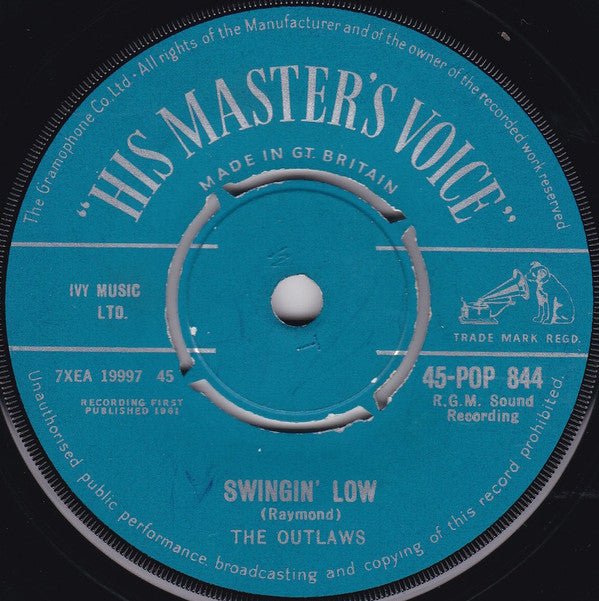 The Gramophone Co. Ltd · All rights of the Manufacturer and of the owner of the recorded work reserved
"HIS MASTER'S VOICE"
MADE IN GT. BRITAIN
IVY MUSIC
LTD.
TRADE MARK REGD.
7XEA 19997 45
RECORDING FIRST
PUBLISHED 1961
45-POP 844
R.G.M. Sound
Recording
SWINGIN' LOW
(Raymond)
THE OUTLAWS
Unauthorised public performance, broadcasting and copying of this record prohibited.